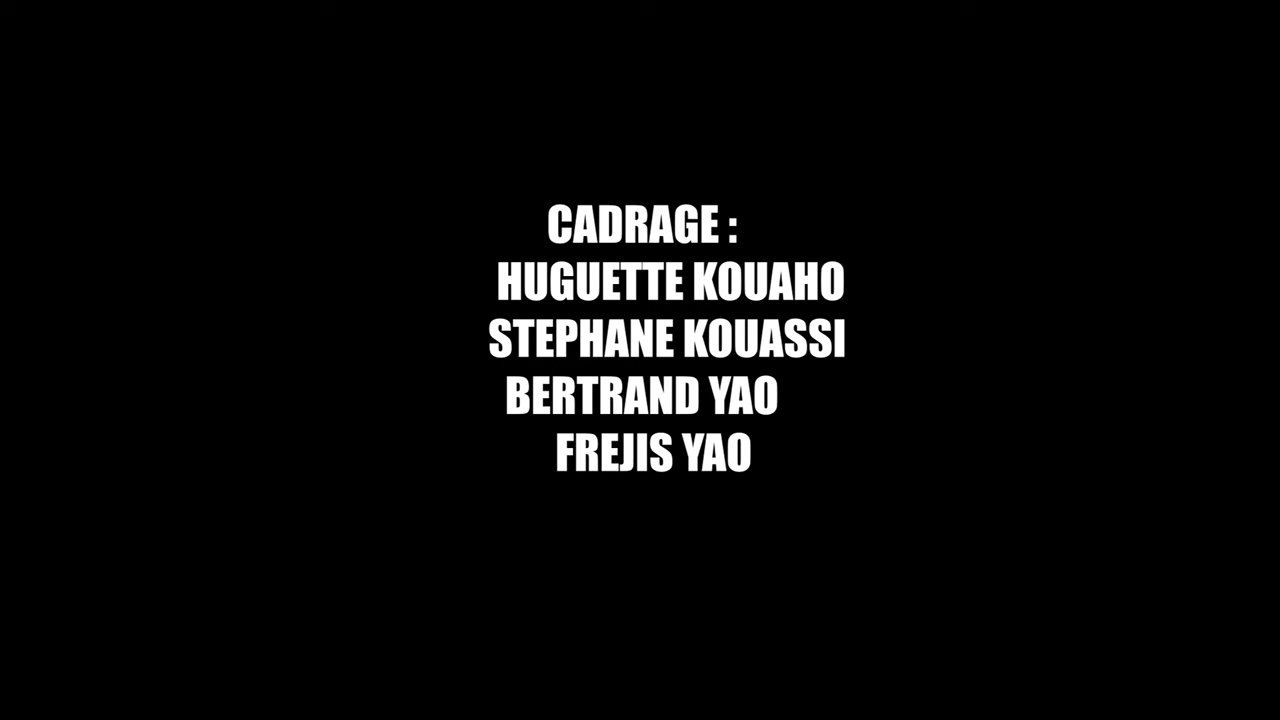 CADRAGE :
HUGUETTE KOUAHO
STEPHANE KOUASSI
BERTRAND YAO
FREJIS YAO